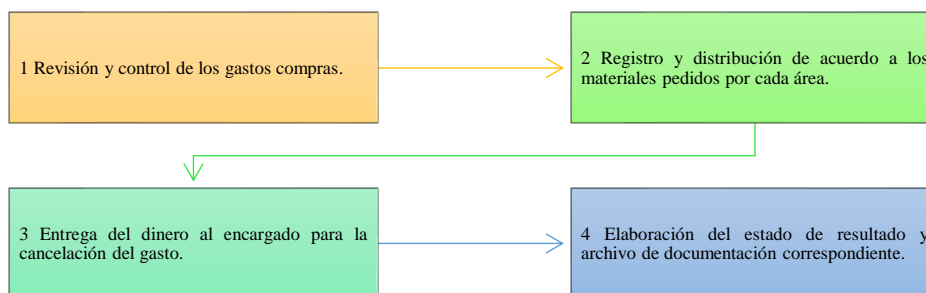 1 Revisión y control de los gastos compras.
2 Registro y distribución de acuerdo a los
materiales pedidos por cada área.
3 Entrega del dinero al encargado para la
cancelación del gasto.
4 Elaboración del estado de resultado y
archivo de documentación correspondiente.